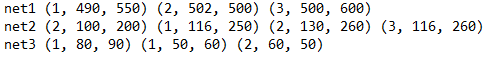 net1 (1, 490, 550) (2, 502, 500) (3, 500, 600)
net2 (2, 100, 200) (1, 116, 250) (2, 130, 260) (3, 116, 260)
net3 (1, 80, 90) (1, 50, 60) (2, 60, 50)